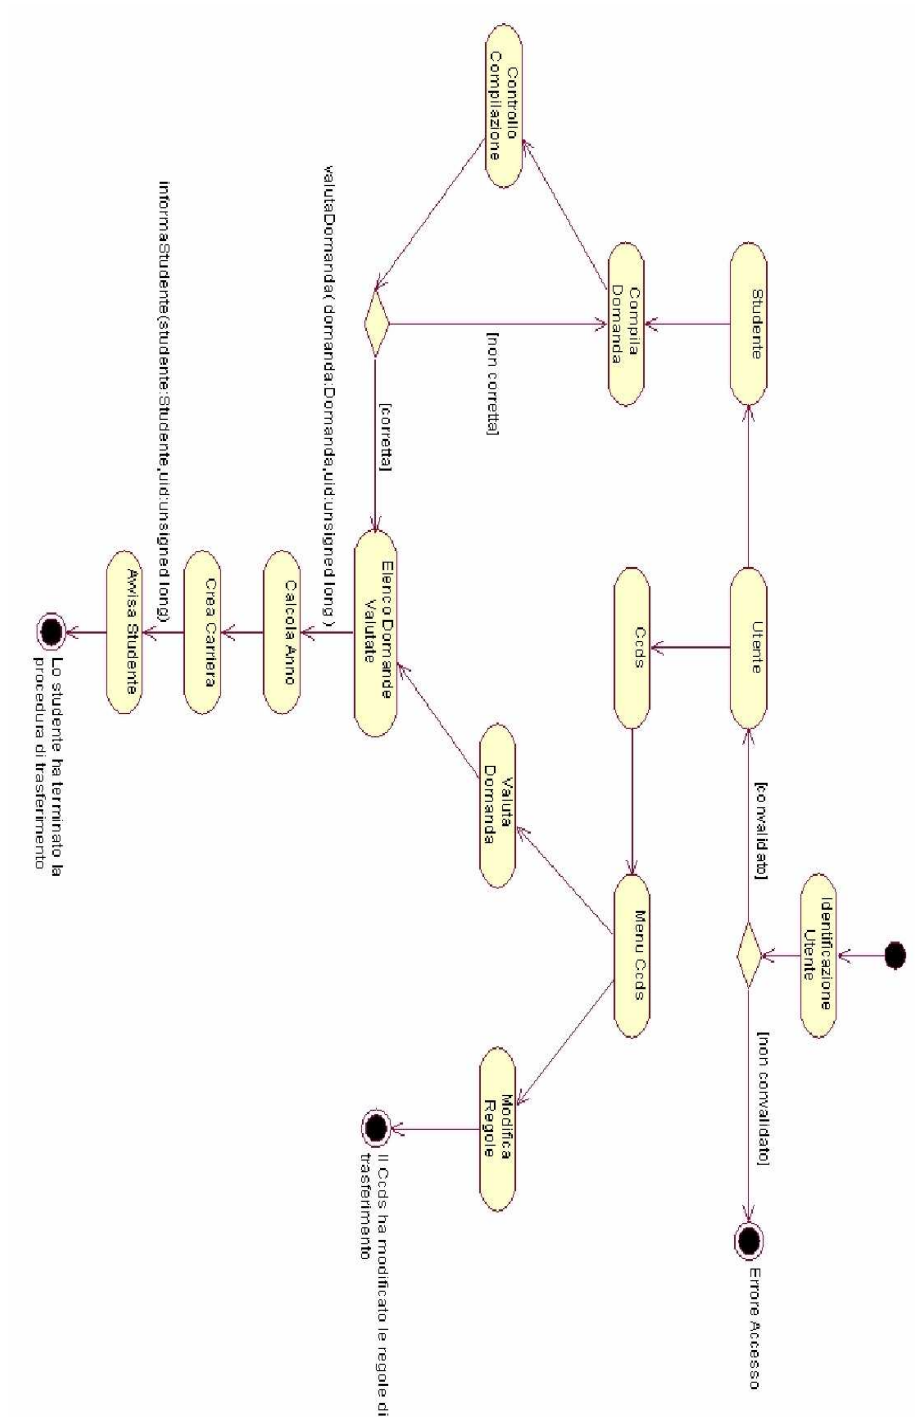 Identificazione
Utente
[convalidato]
[non convalidato]
Errore Accesso
Studente
Utente
Compila
Domanda
Ccds
Menu Ccds
[non corretta]
Controllo
Compilazione
Valuta
Domanda
Modifica
Regole
[corretta]
Elenco Domande
Valutate
Il Ccds ha modificato le regole di
trasferimento
valutaDomanda( domanda:Domanda,uid:unsigned long )
Calcola Anno
Crea Carriera
informaStudente(studente:Studente,uid:unsigned long)
Avvisa Studente
Lo studente ha terminato la
procedura di trasferimento